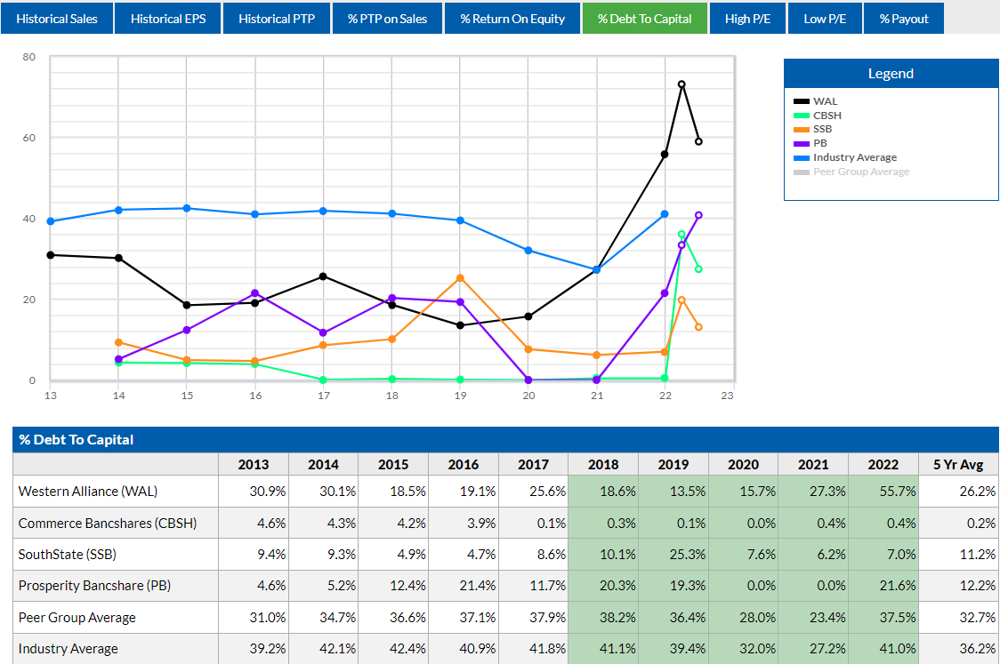 Historical Sales Historical EPS Historical PTP % PTP on Sales % Return On Equity % Debt To Capital High P/E Low P/E % Payout
80
60
40
20
0
13 14 15 16 17 18 19 20 21 22 23
Legend
WAL
CBSH
SSB
PB
Industry Average
Peer Group Average
% Debt To Capital
2013 2014 2015 2016 2017 2018 2019 2020 2021 2022 5 Yr Avg
Western Alliance (WAL) 30.9% 30.1% 18.5% 19.1% 25.6% 18.6% 13.5% 15.7% 27.3% 55.7% 26.2%
Commerce Bancshares (CBSH) 4.6% 4.3% 4.2% 3.9% 0.1% 0.3% 0.1% 0.0% 0.4% 0.4% 0.2%
SouthState (SSB) 9.4% 9.3% 4.9% 4.7% 8.6% 10.1% 25.3% 7.6% 6.2% 7.0% 11.2%
Prosperity Bancshare (PB) 4.6% 5.2% 12.4% 21.4% 11.7% 20.3% 19.3% 0.0% 0.0% 21.6% 12.2%
Peer Group Average 31.0% 34.7% 36.6% 37.1% 37.9% 38.2% 36.4% 28.0% 23.4% 37.5% 32.7%
Industry Average 39.2% 42.1% 42.4% 40.9% 41.8% 41.1% 39.4% 32.0% 27.2% 41.0% 36.2%